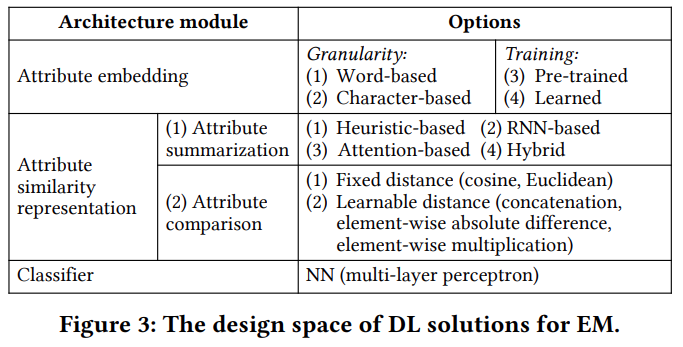 Architecture module Options
Attribute embedding
Granularity:
(1) Word-based
(2) Character-based
Training:
(3) Pre-trained
(4) Learned
Attribute
similarity
representation
(1) Attribute
summarization
(1) Heuristic-based (2) RNN-based
(3) Attention-based (4) Hybrid
(2) Attribute
comparison
(1) Fixed distance (cosine, Euclidean)
(2) Learnable distance (concatenation,
element-wise absolute difference,
element-wise multiplication)
Classifier NN (multi-layer perceptron)
Figure 3: The design space of DL solutions for EM.